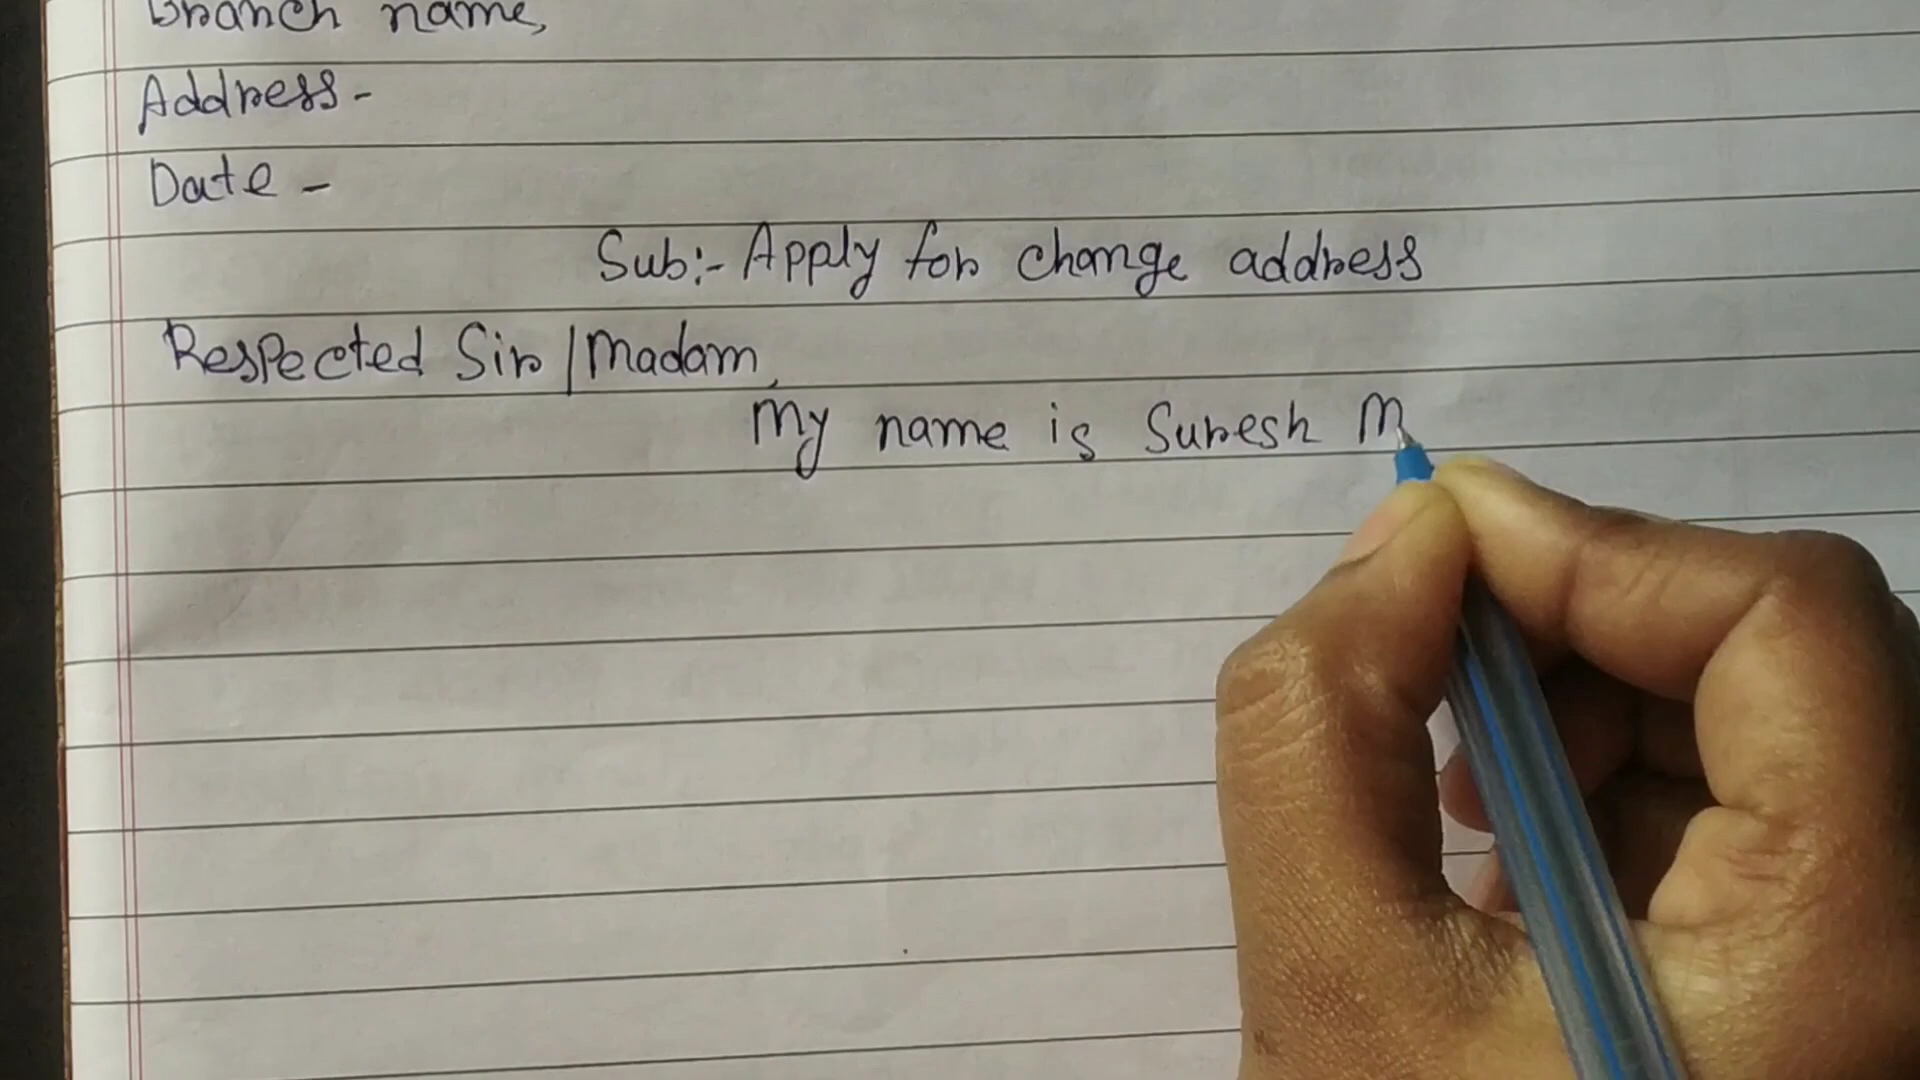 Branch name,
Address-
Date -
Sub:- Apply for change address
Respected Sir/Madam,
My name is Suresh M